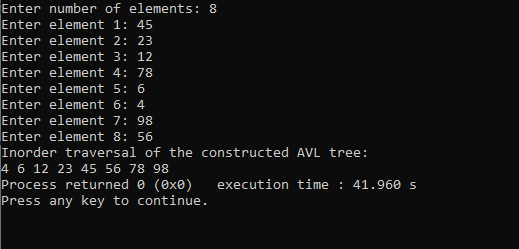 Enter number of elements: 8
Enter element 1: 45
Enter element 2: 23
Enter element 3: 12
Enter element 4: 78
Enter element 5: 6
Enter element 6: 4
Enter element 7: 98
Enter element 8: 56
Inorder traversal of the constructed AVL tree:
4 6 12 23 45 56 78 98
Process returned 0 (0x0)   execution time : 41.960 s
Press any key to continue.